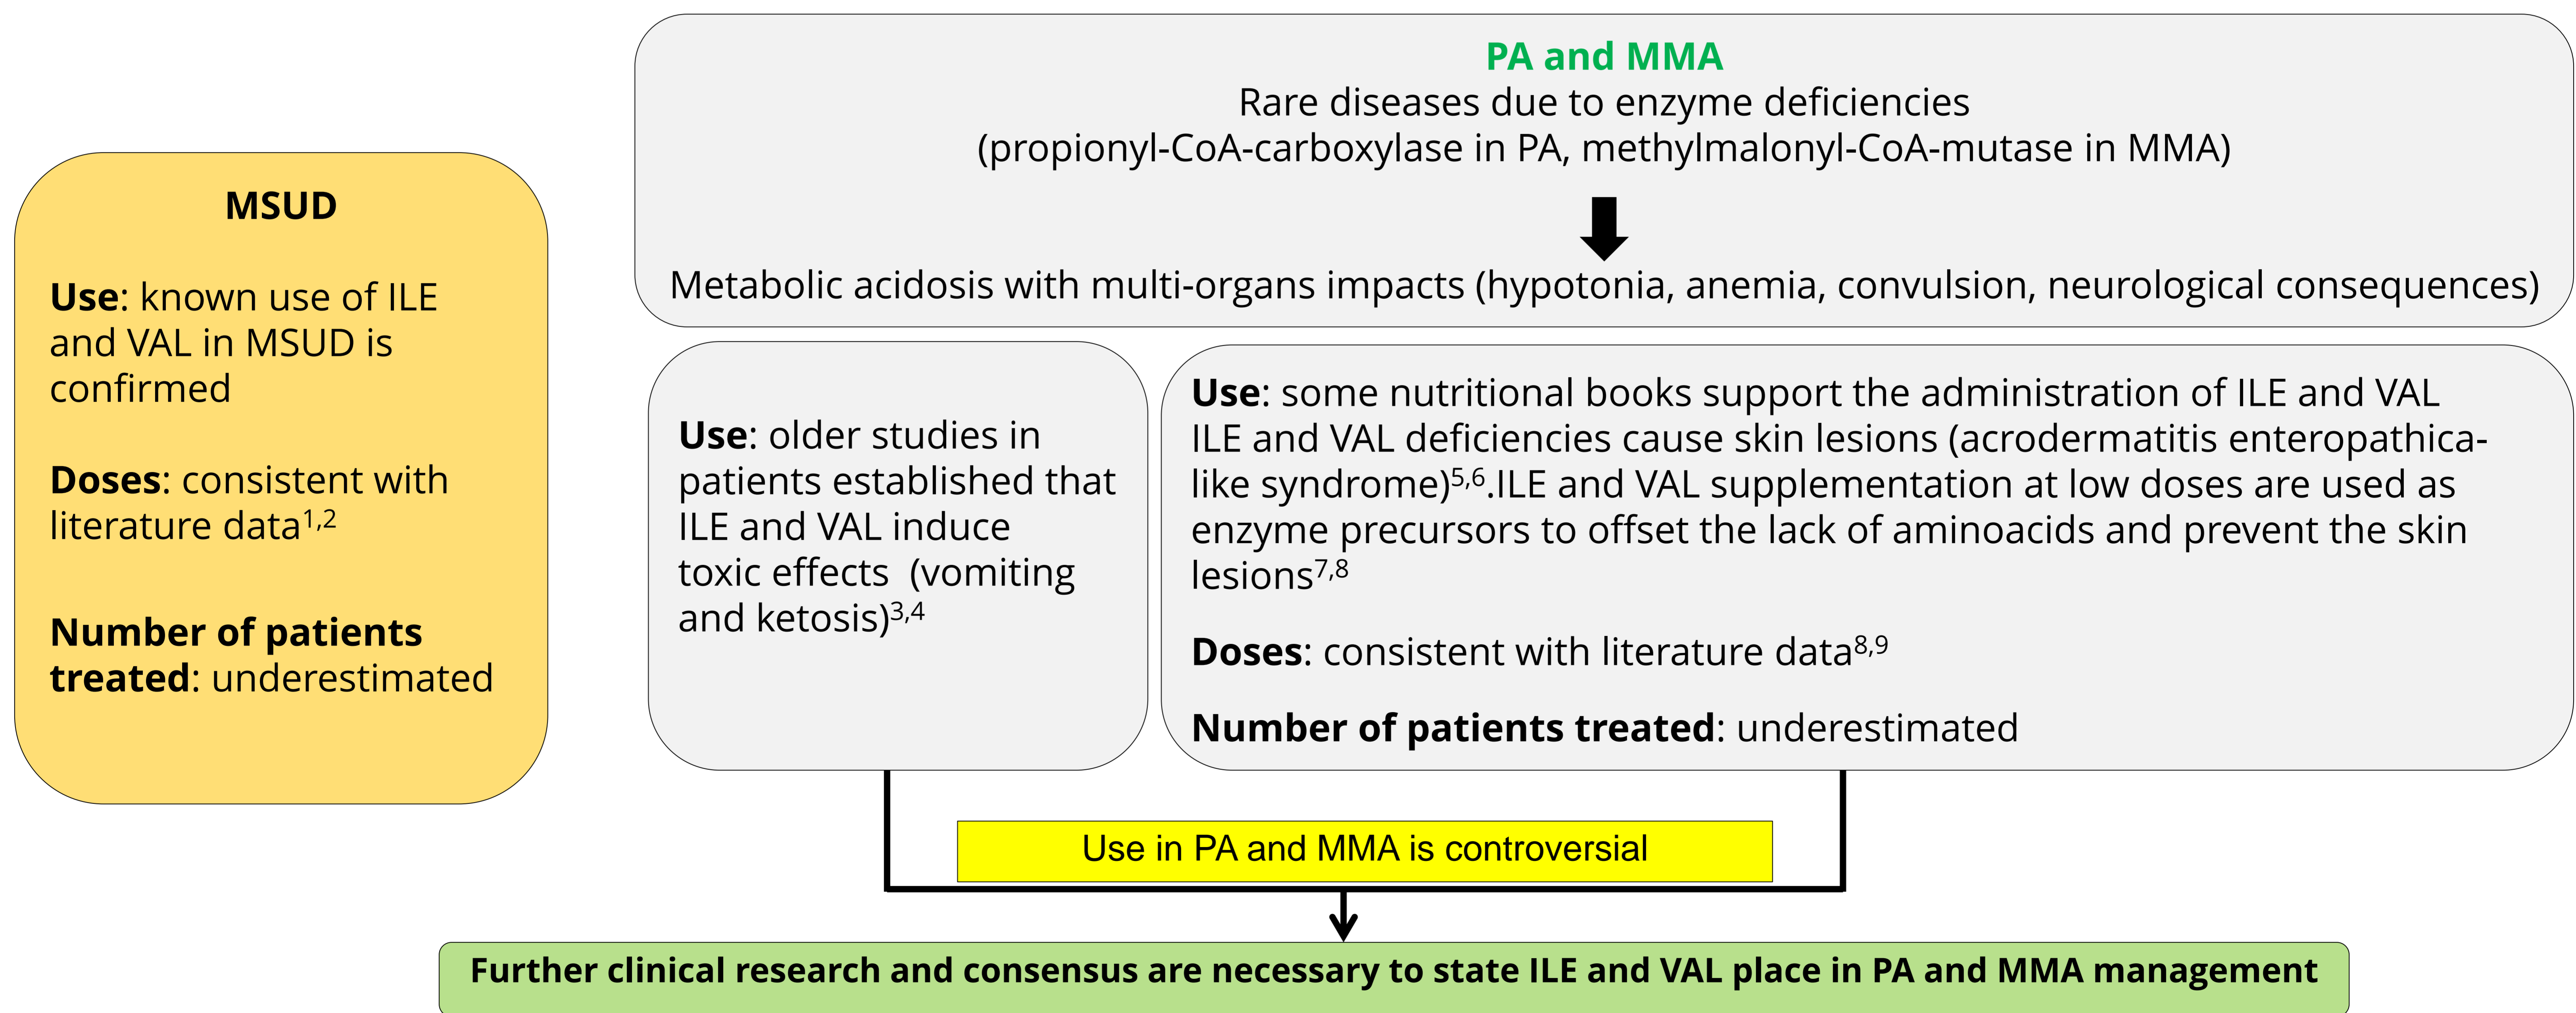 MSUD
Use: known use of ILE
and VAL in MSUD is
confirmed
Doses: consistent with
literature data1,2
Number of patients
treated: underestimated
PA and MMA
Rare diseases due to enzyme deficiencies
(propionyl-CoA-carboxylase in PA, methylmalonyl-CoA-mutase in MMA)
Metabolic acidosis with multi-organs impacts (hypotonia, anemia, convulsion, neurological consequences)
Use: older studies in
patients established that
ILE and VAL induce
toxic effects  (vomiting
and ketosis)3,4
Use: some nutritional books support the administration of ILE and VAL
ILE and VAL deficiencies cause skin lesions (acrodermatitis enteropathica-
like syndrome)5,6.ILE and VAL supplementation at low doses are used as
enzyme precursors to offset the lack of aminoacids and prevent the skin
lesions7,8
Doses: consistent with literature data8,9
Number of patients treated: underestimated
Use in PA and MMA is controversial
Further clinical research and consensus are necessary to state ILE and VAL place in PA and MMA management